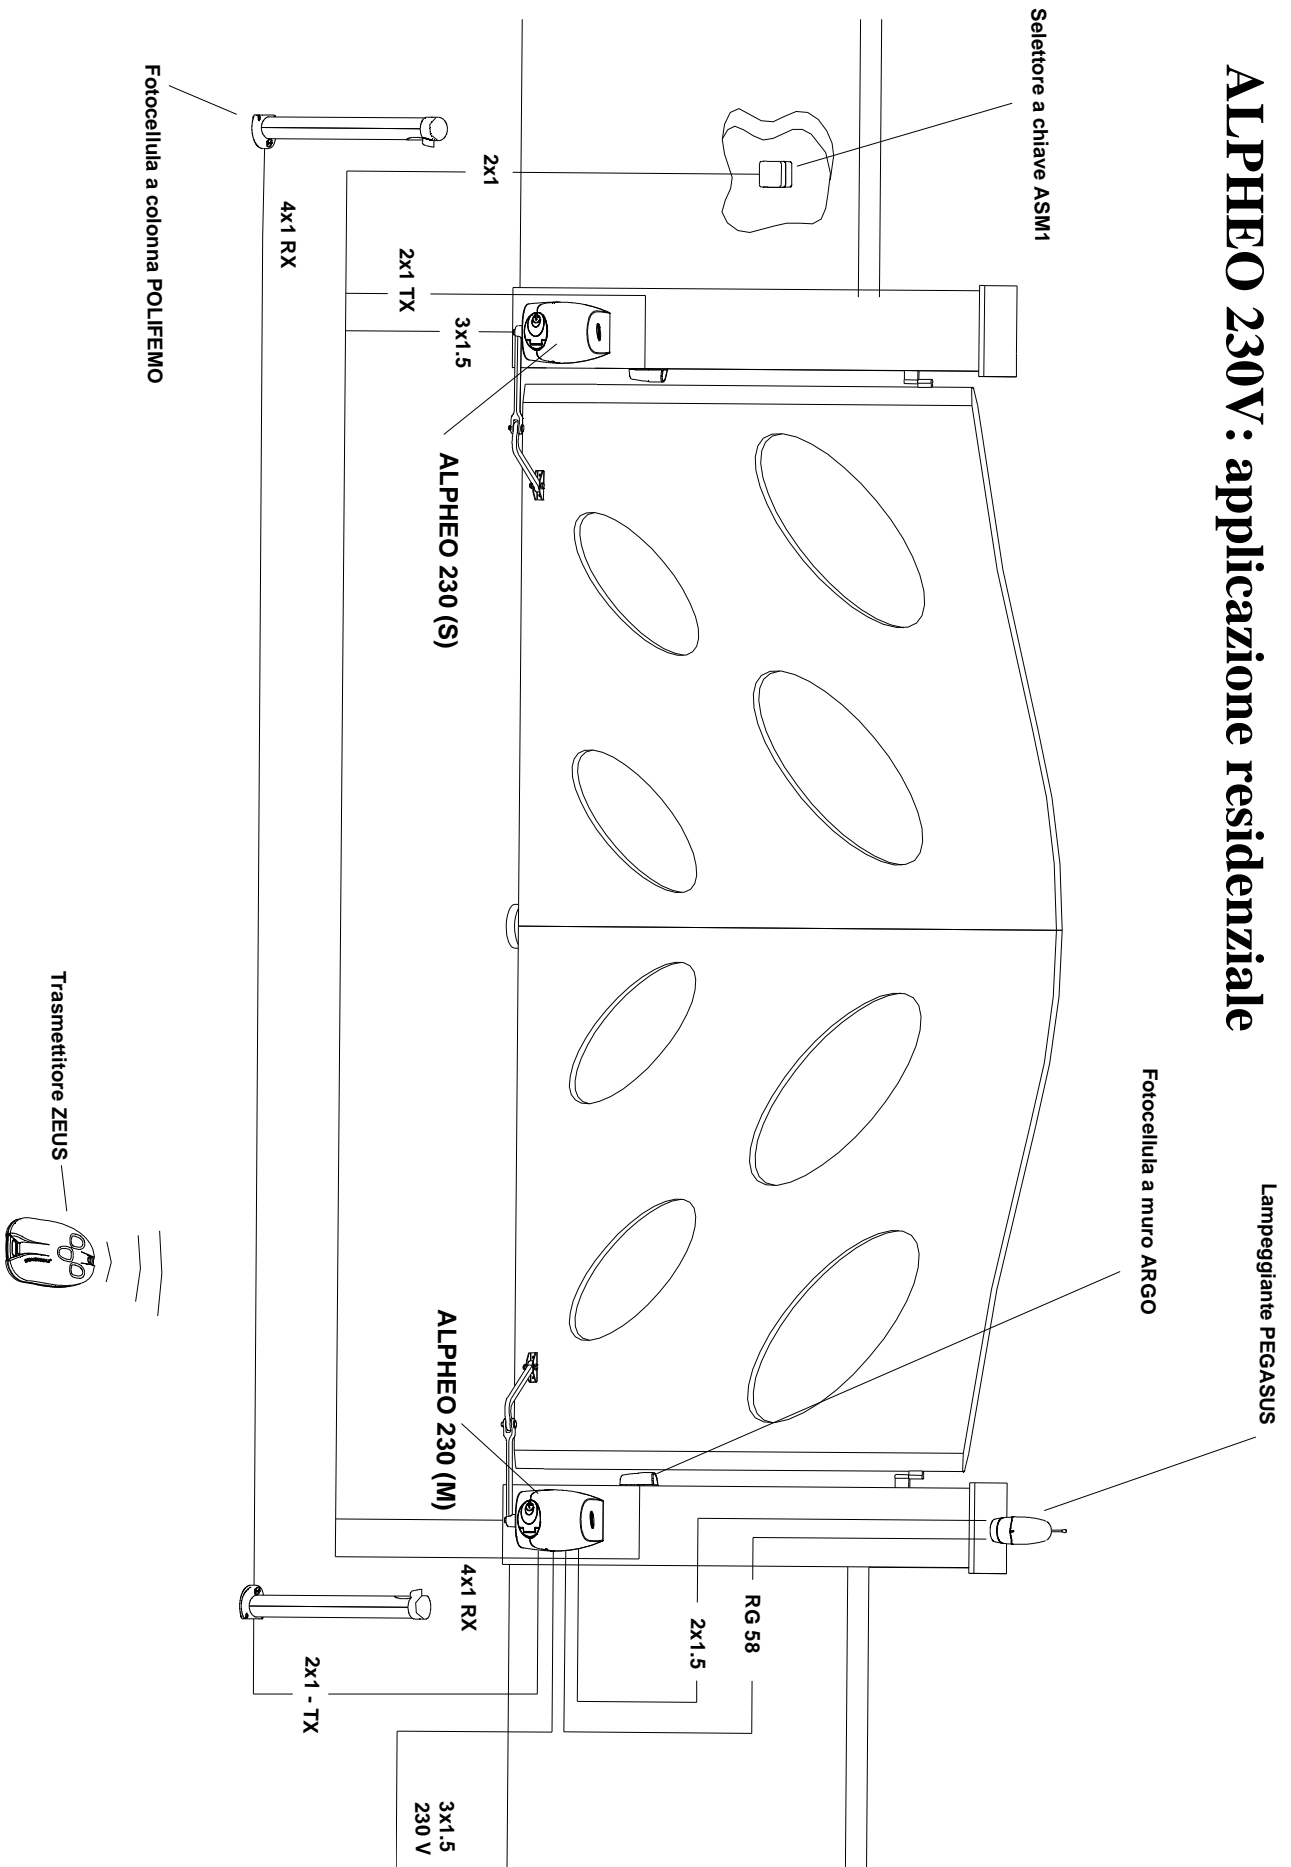 ALPHEO 230V: applicazione residenziale
Lampeggiante PEGASUS
Fotocellula a muro ARGO
Selettore a chiave ASM1
RG 58
2x1.5
2x1
2x1 TX
3x1.5
ALPHEO 230 (S)
ALPHEO 230 (M)
4x1 RX
3x1.5
230 V
4x1 RX
2x1 - TX
Fotocellula a colonna POLIFEMO
Trasmettitore ZEUS